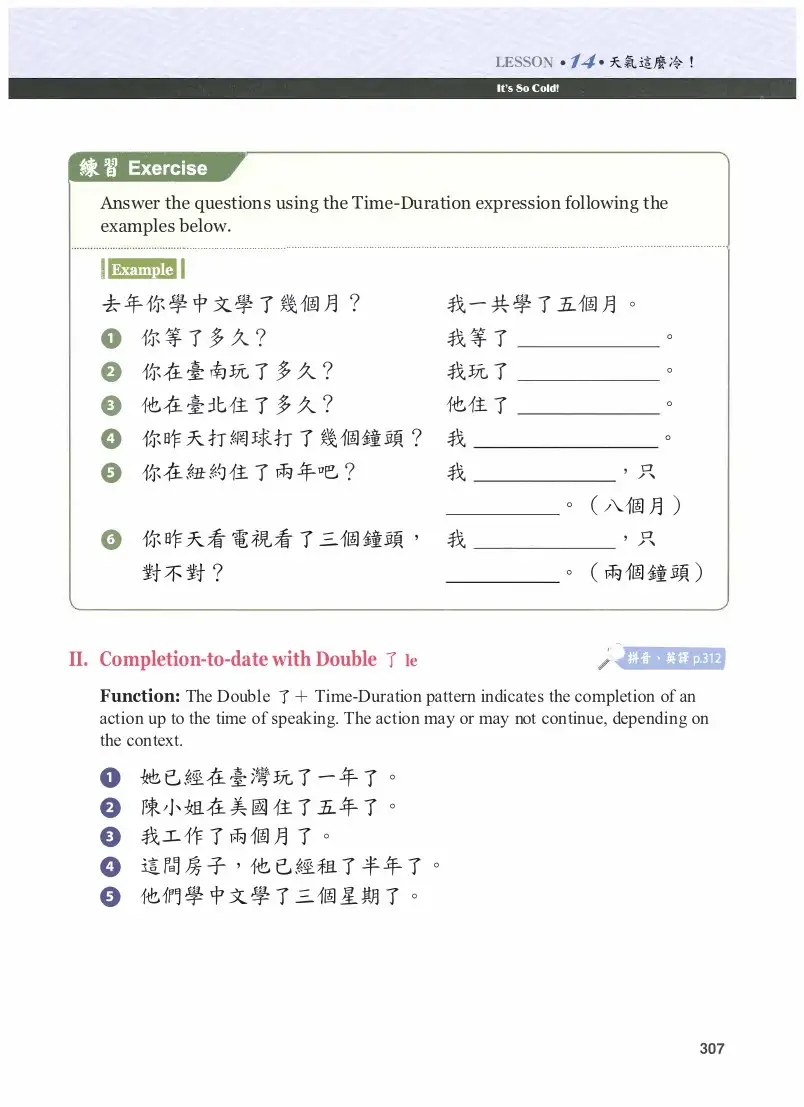 LESSON • 14 • 天氣這麼冷！
It's So Cold!
練習 Exercise
Answer the questions using the Time-Duration expression following the
examples below.
Example
去年你學中文學了幾個月？ 我一共學了五個月。
1 你等了多久？ 我等了 ______________。
2 你在臺南玩了多久？ 我玩了 ______________。
3 他在臺北住了多久？ 他住了 ______________。
4 你昨天打網球打了幾個鐘頭？ 我 __________________。
5 你在紐約住了兩年吧？ 我 ______________，只
___________。（八個月）
6 你昨天看電視看了三個鐘頭， 我 ______________，只
對不對？ ___________。（兩個鐘頭）
II. Completion-to-date with Double 了 le
拼音、英譯 p.312
Function: The Double 了＋ Time-Duration pattern indicates the completion of an
action up to the time of speaking. The action may or may not continue, depending on
the context.
1 她已經在臺灣玩了一年了。
2 陳小姐在美國住了五年了。
3 我工作了兩個月了。
4 這間房子，他已經租了半年了。
5 他們學中文學了三個星期了。
307